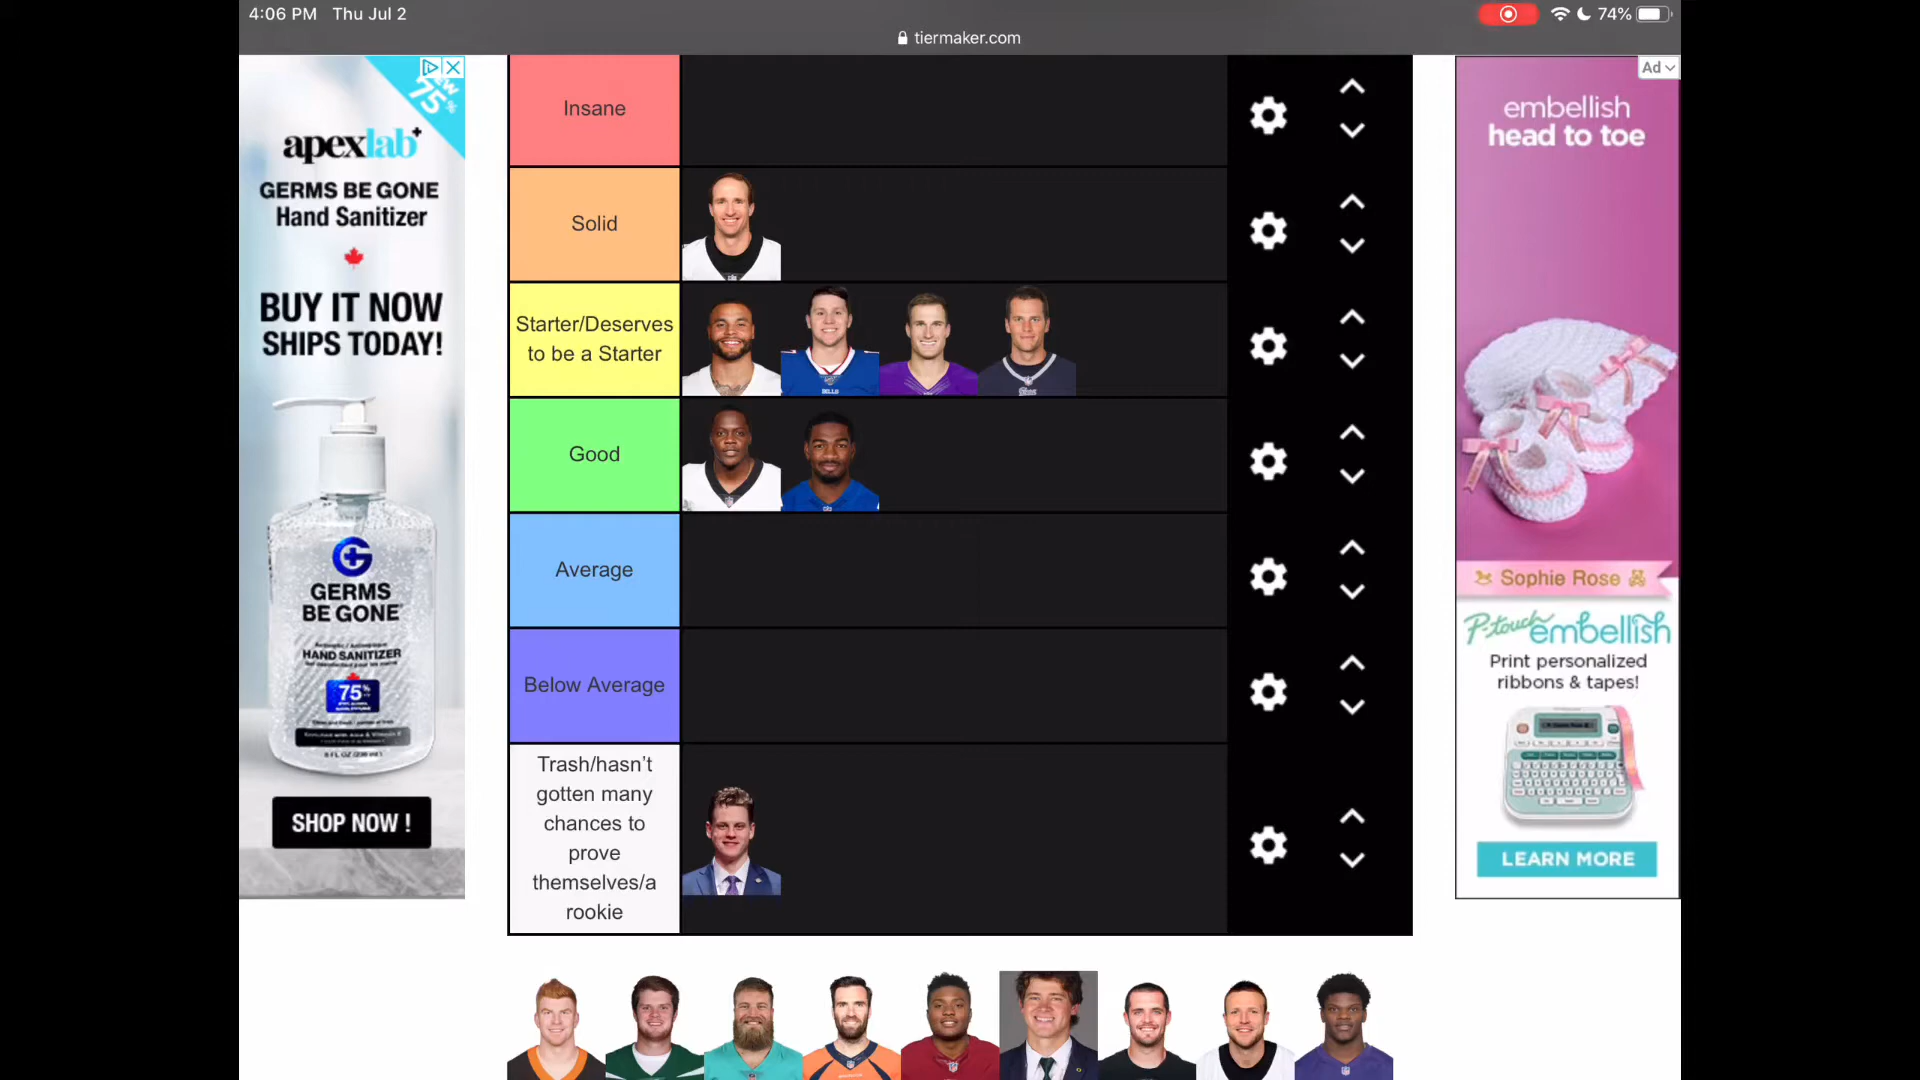 4:06 PM Thu Jul 2
74%
tiermaker.com
75%
apexlab+
GERMS BE GONE
Hand Sanitizer
BUY IT NOW
SHIPS TODAY!
GERMS
BE GONE
HAND SANITIZER
75%
SHOP NOW !
Insane
Solid
Starter/Deserves
to be a Starter
Good
Average
Below Average
Trash/hasn't
gotten many
chances to
prove
themselves/a
rookie
BILLS
Ad
embellish
head to toe
Sophie Rose
P-touch embellish
Print personalized
ribbons & tapes!
LEARN MORE